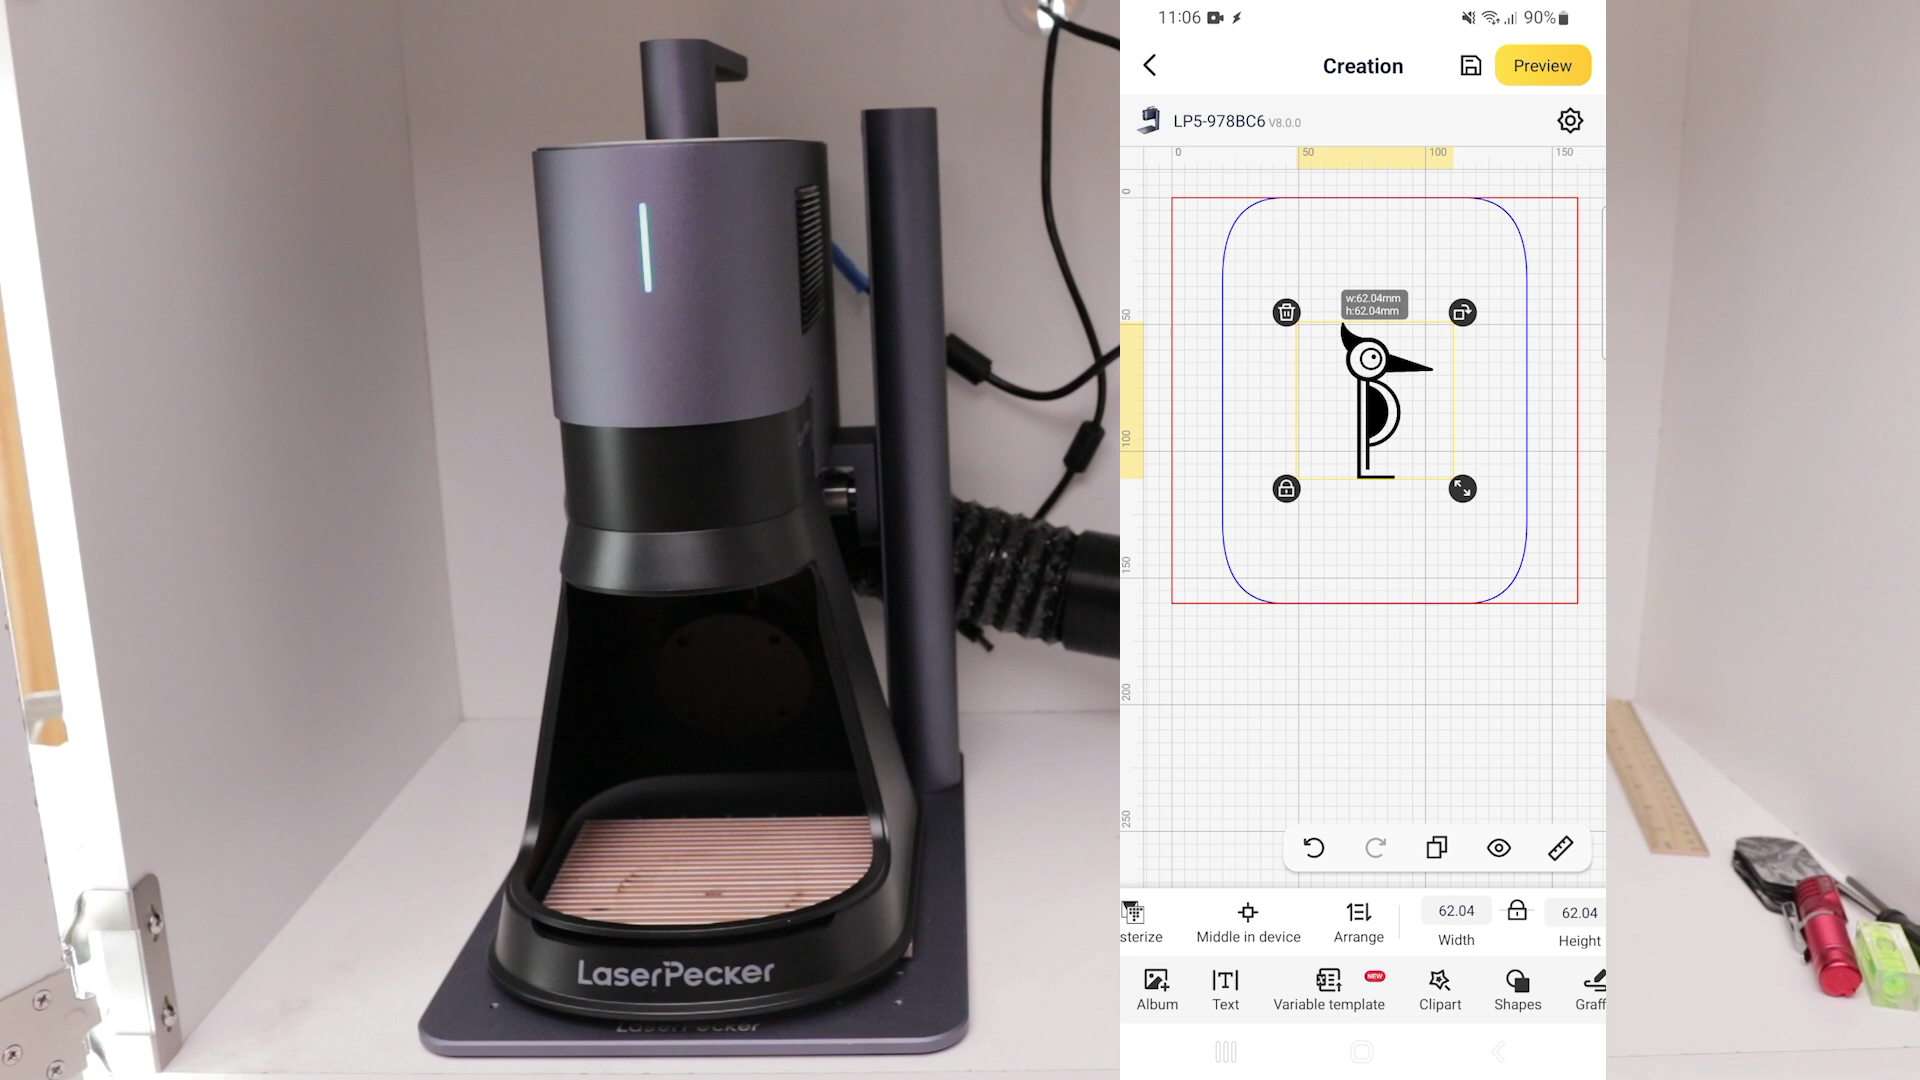 LaserPecker
LaserPecker
11:06
90%
Creation
Preview
LP5-978BC6 V8.0.0
0
50
100
150
0
50
100
150
200
250
w:62.04mm
h:62.04mm
sterize
Middle in device
Arrange
62.04
Width
62.04
Height
Album
Text
Variable template
NEW
Clipart
Shapes
Graff